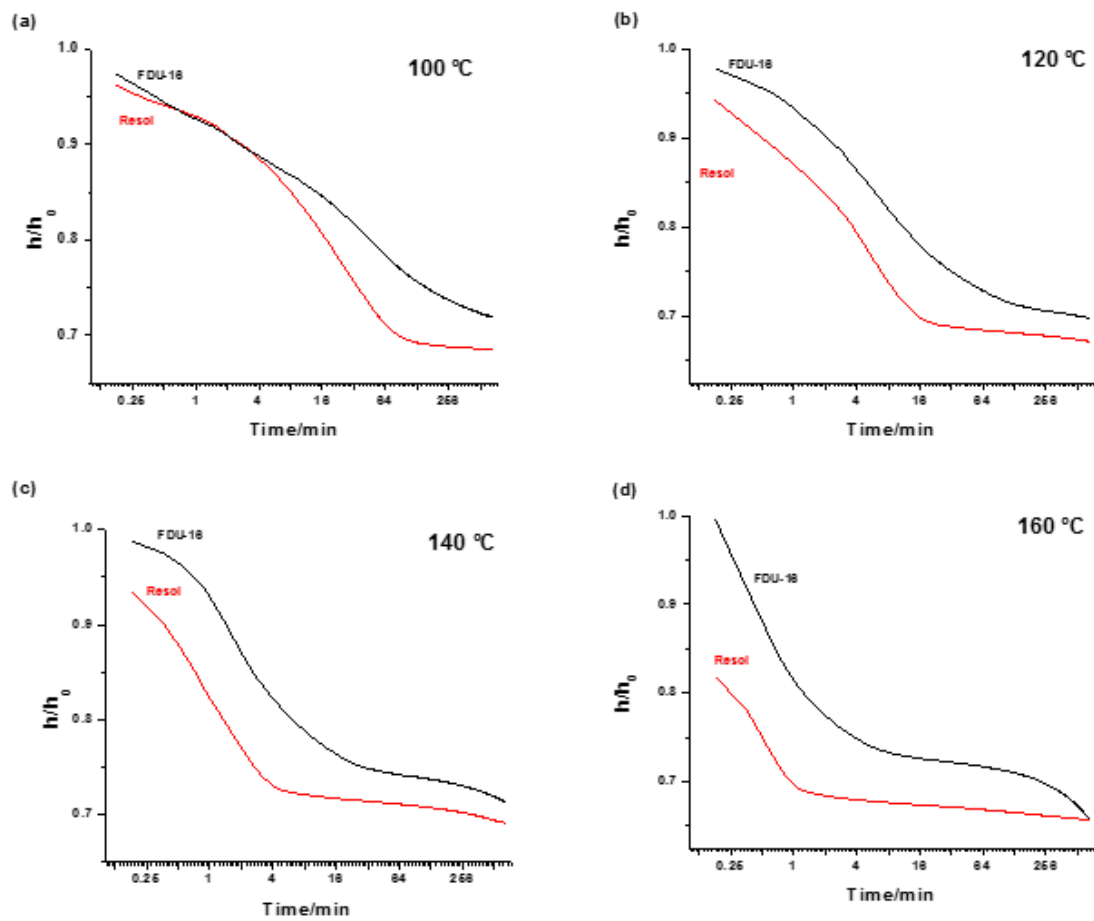 (a)
1.0
0.9
0.8
0.7
h/h₀
FDU-16
Resol
100 ºC
0.25 1 4 16 64 256
Time/min
(b)
1.0
0.9
0.8
0.7
h/h₀
FDU-16
Resol
120 ºC
0.25 1 4 16 64 256
Time/min
(c)
1.0
0.9
0.8
0.7
h/h₀
FDU-16
Resol
140 ºC
0.25 1 4 16 64 256
Time/min
(d)
1.0
0.9
0.8
0.7
h/h₀
FDU-16
Resol
160 ºC
0.25 1 4 16 64 256
Time/min